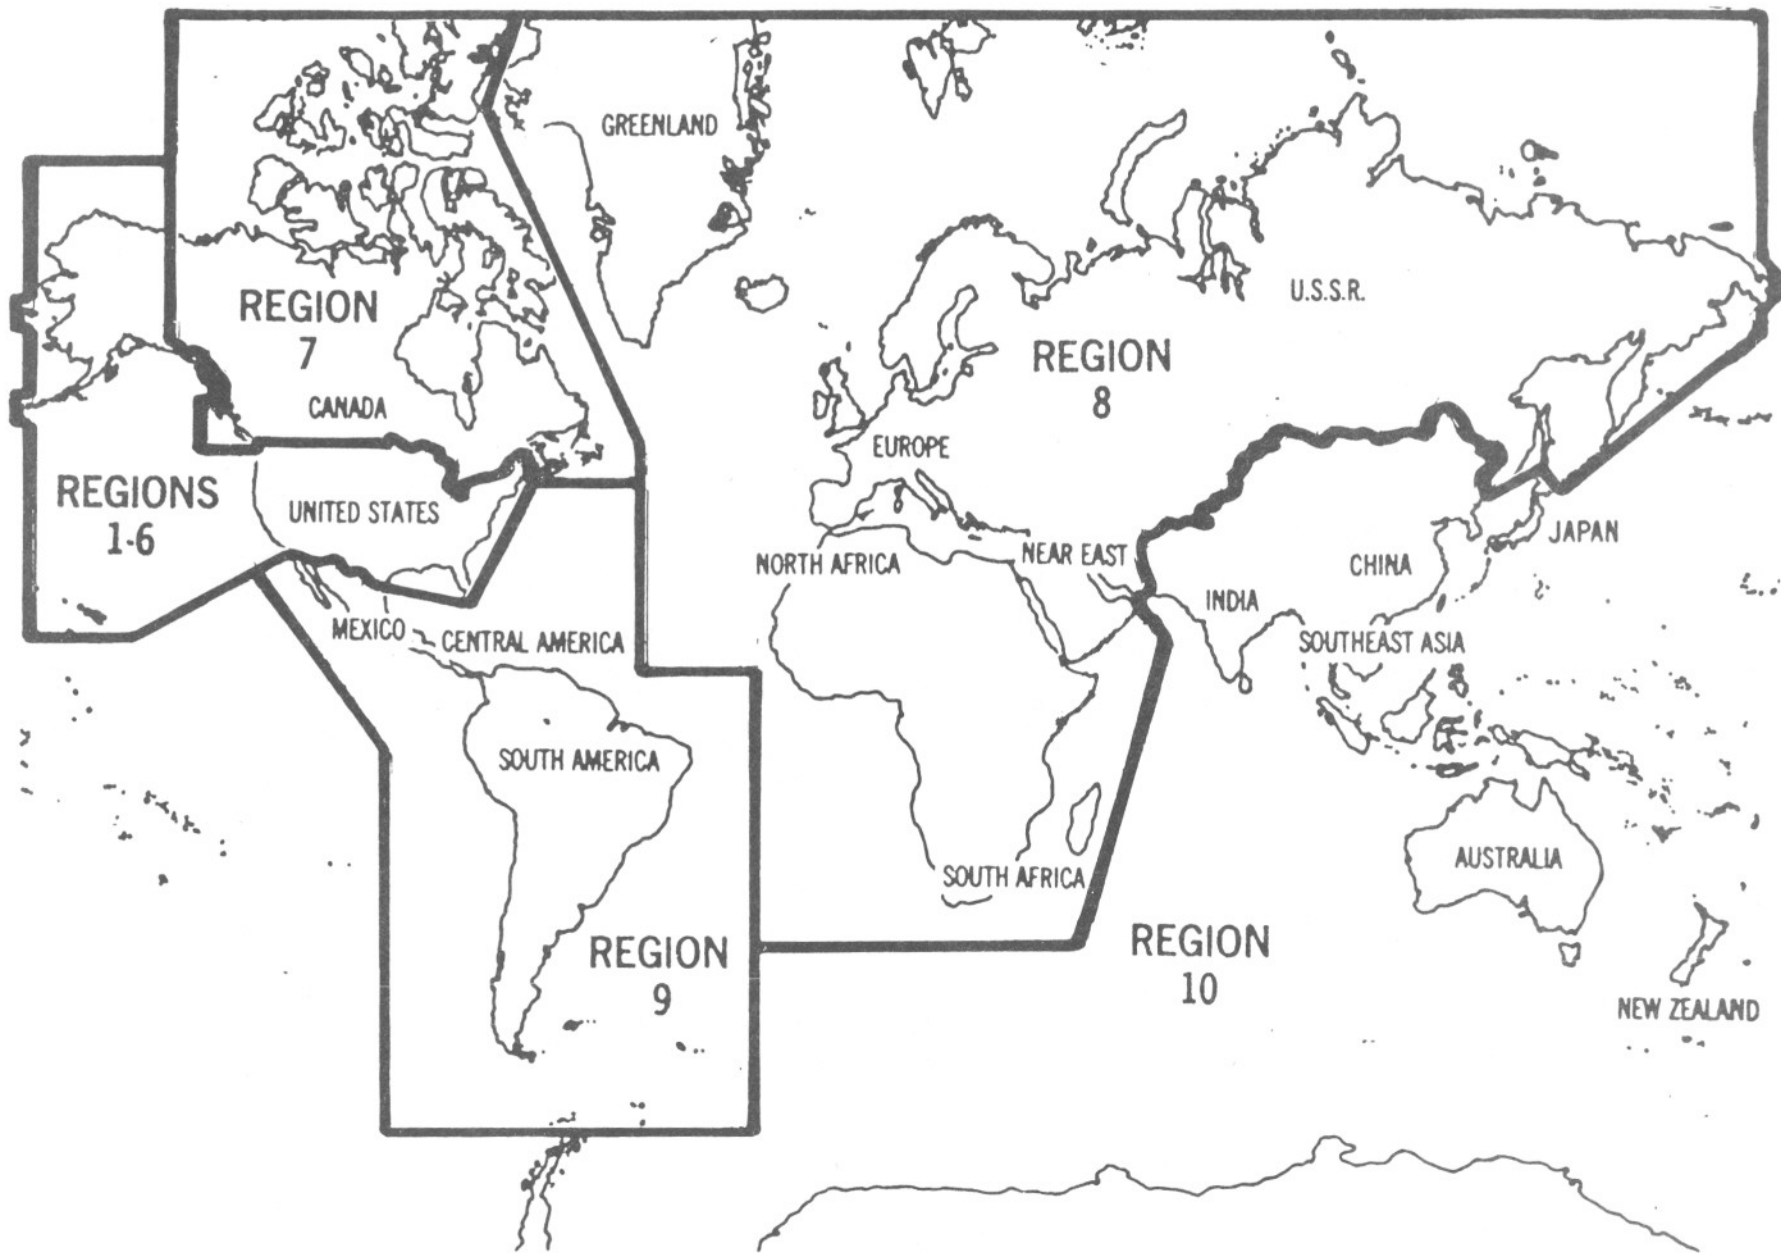 GREENLAND
REGION
7
U.S.S.R.
REGION
8
CANADA
EUROPE
REGIONS
1-6
UNITED STATES
NORTH AFRICA
NEAR EAST
JAPAN
CHINA
INDIA
MEXICO
CENTRAL AMERICA
SOUTHEAST ASIA
SOUTH AMERICA
AUSTRALIA
SOUTH AFRICA
REGION
9
REGION
10
NEW ZEALAND